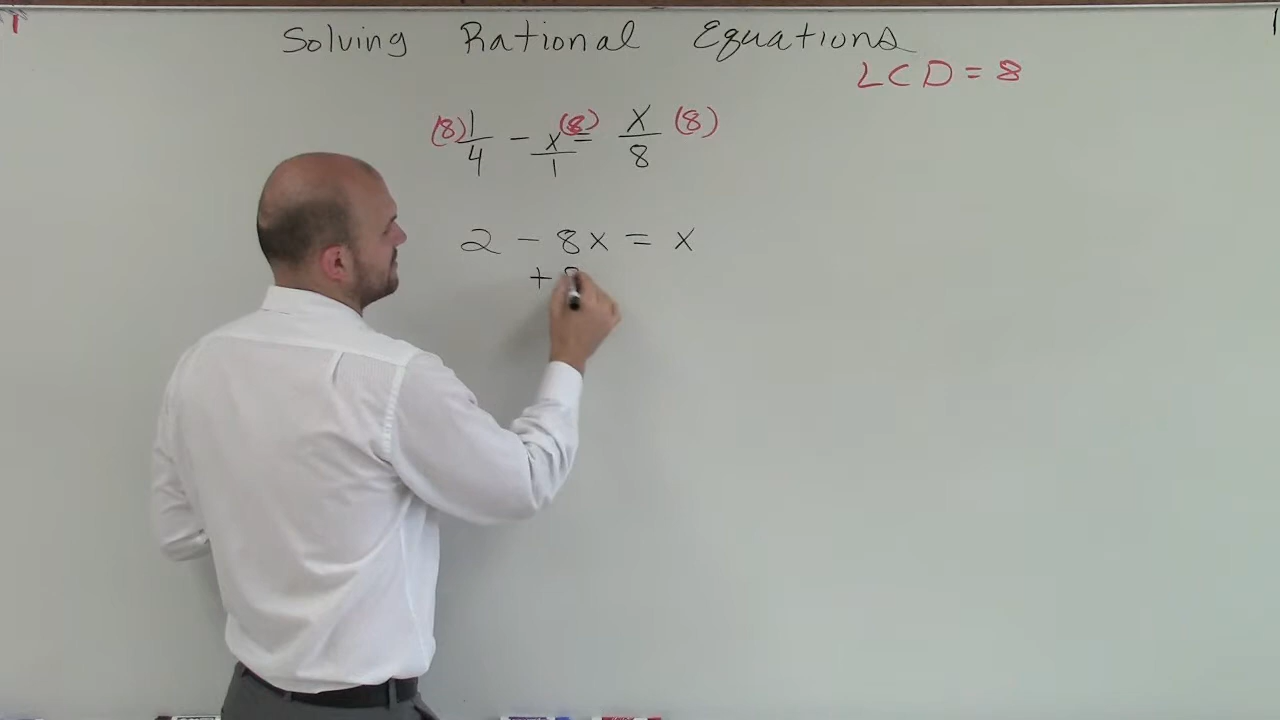 Solving Rational Equations
LCD = 8
(8) 1/4 - x/1 (8) = x/8 (8)
2 - 8x = x
+